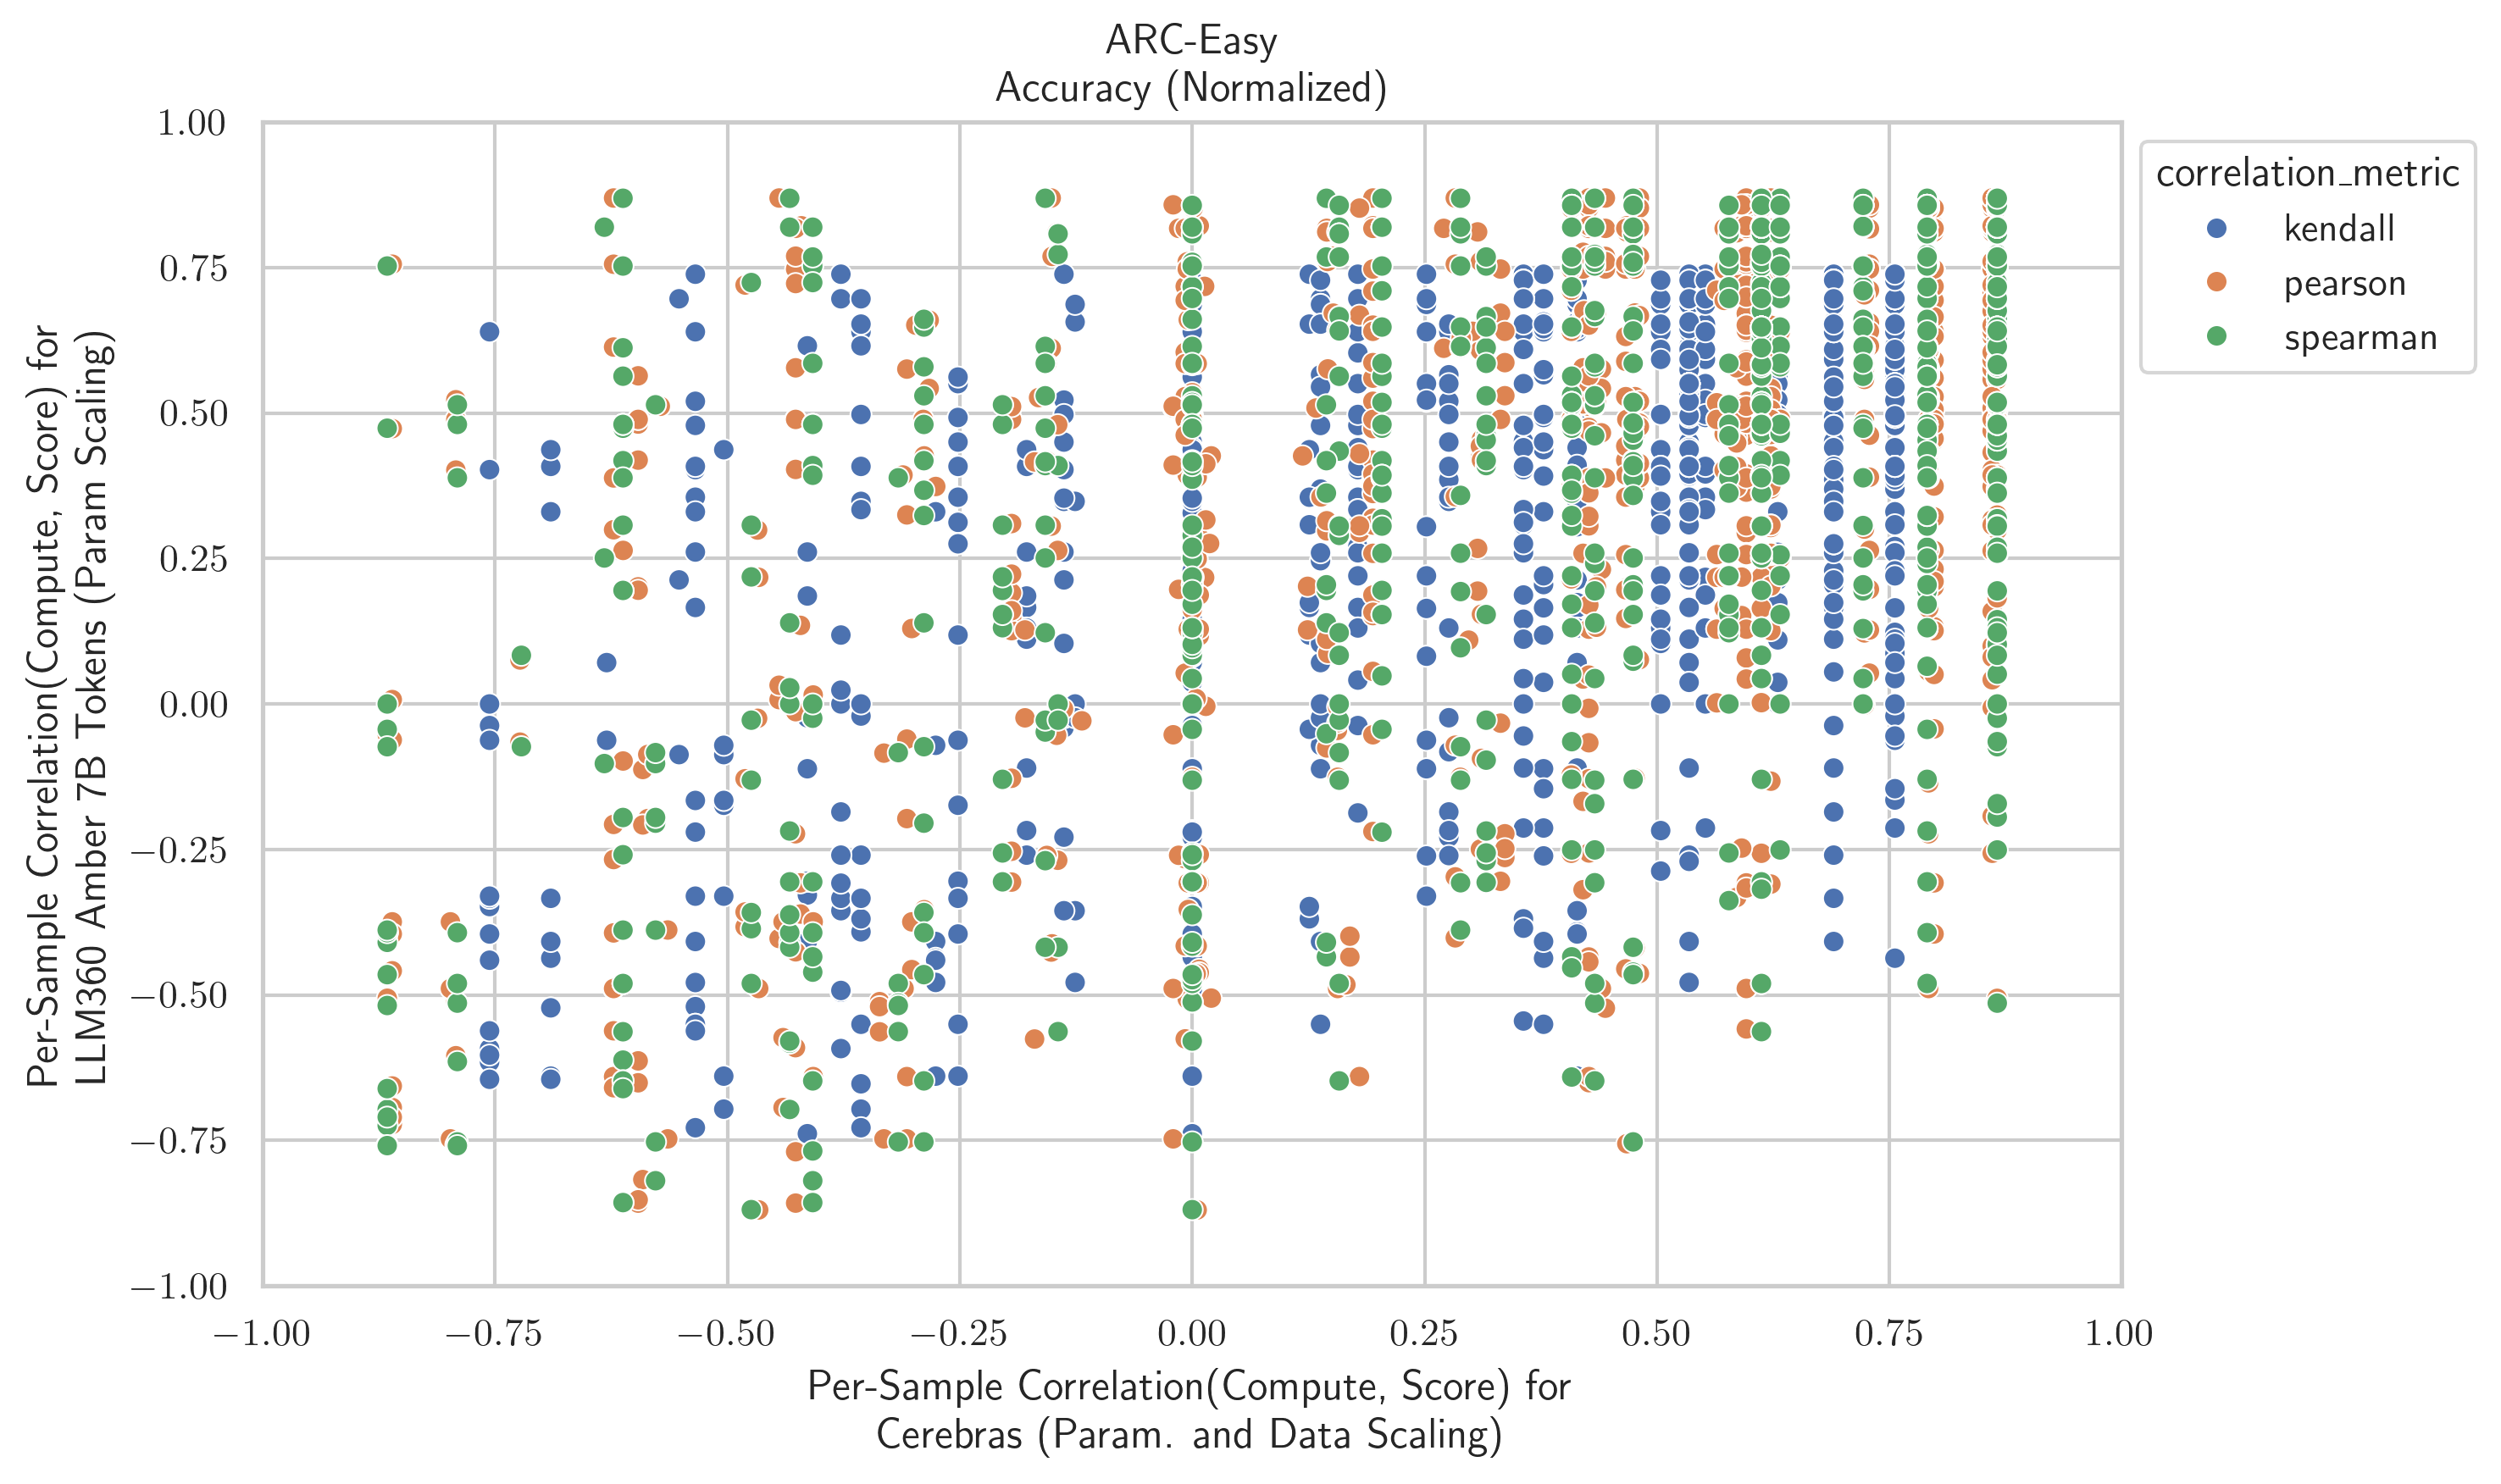 ARC-Easy
Accuracy (Normalized)
Per-Sample Correlation(Compute, Score) for
LLM360 Amber 7B Tokens (Param Scaling)
1.00
0.75
0.50
0.25
0.00
−0.25
−0.50
−0.75
−1.00
−1.00 −0.75 −0.50 −0.25 0.00 0.25 0.50 0.75 1.00
Per-Sample Correlation(Compute, Score) for
Cerebras (Param. and Data Scaling)
correlation_metric
kendall
pearson
spearman